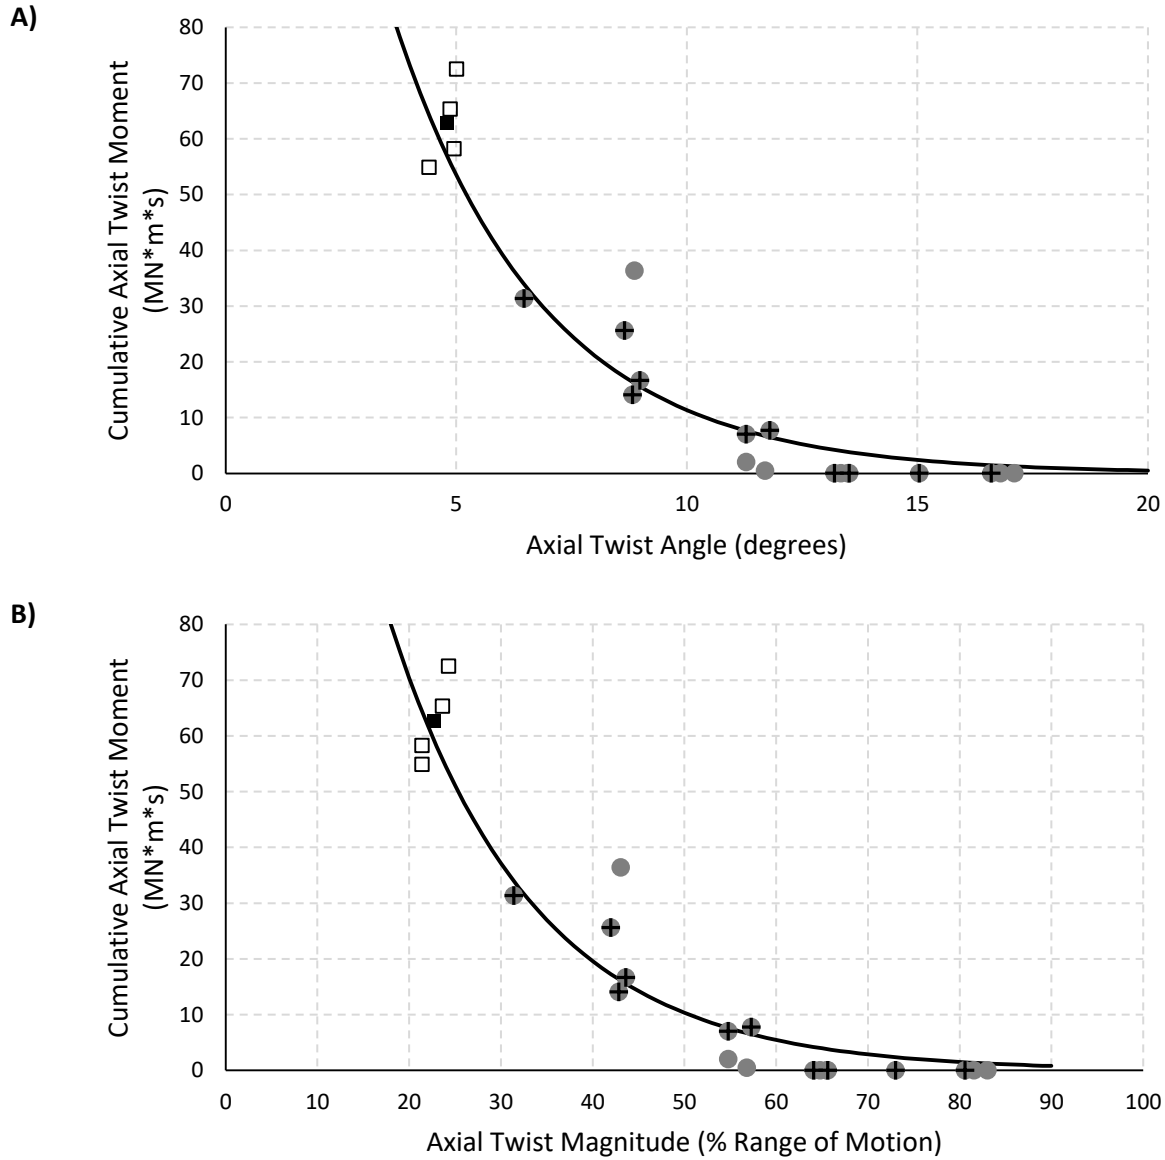 A)
Cumulative Axial Twist Moment
(MN*m*s)
80
70
60
50
40
30
20
10
0
0 5 10 15 20
Axial Twist Angle (degrees)
B)
Cumulative Axial Twist Moment
(MN*m*s)
80
70
60
50
40
30
20
10
0
0 10 20 30 40 50 60 70 80 90 100
Axial Twist Magnitude (% Range of Motion)